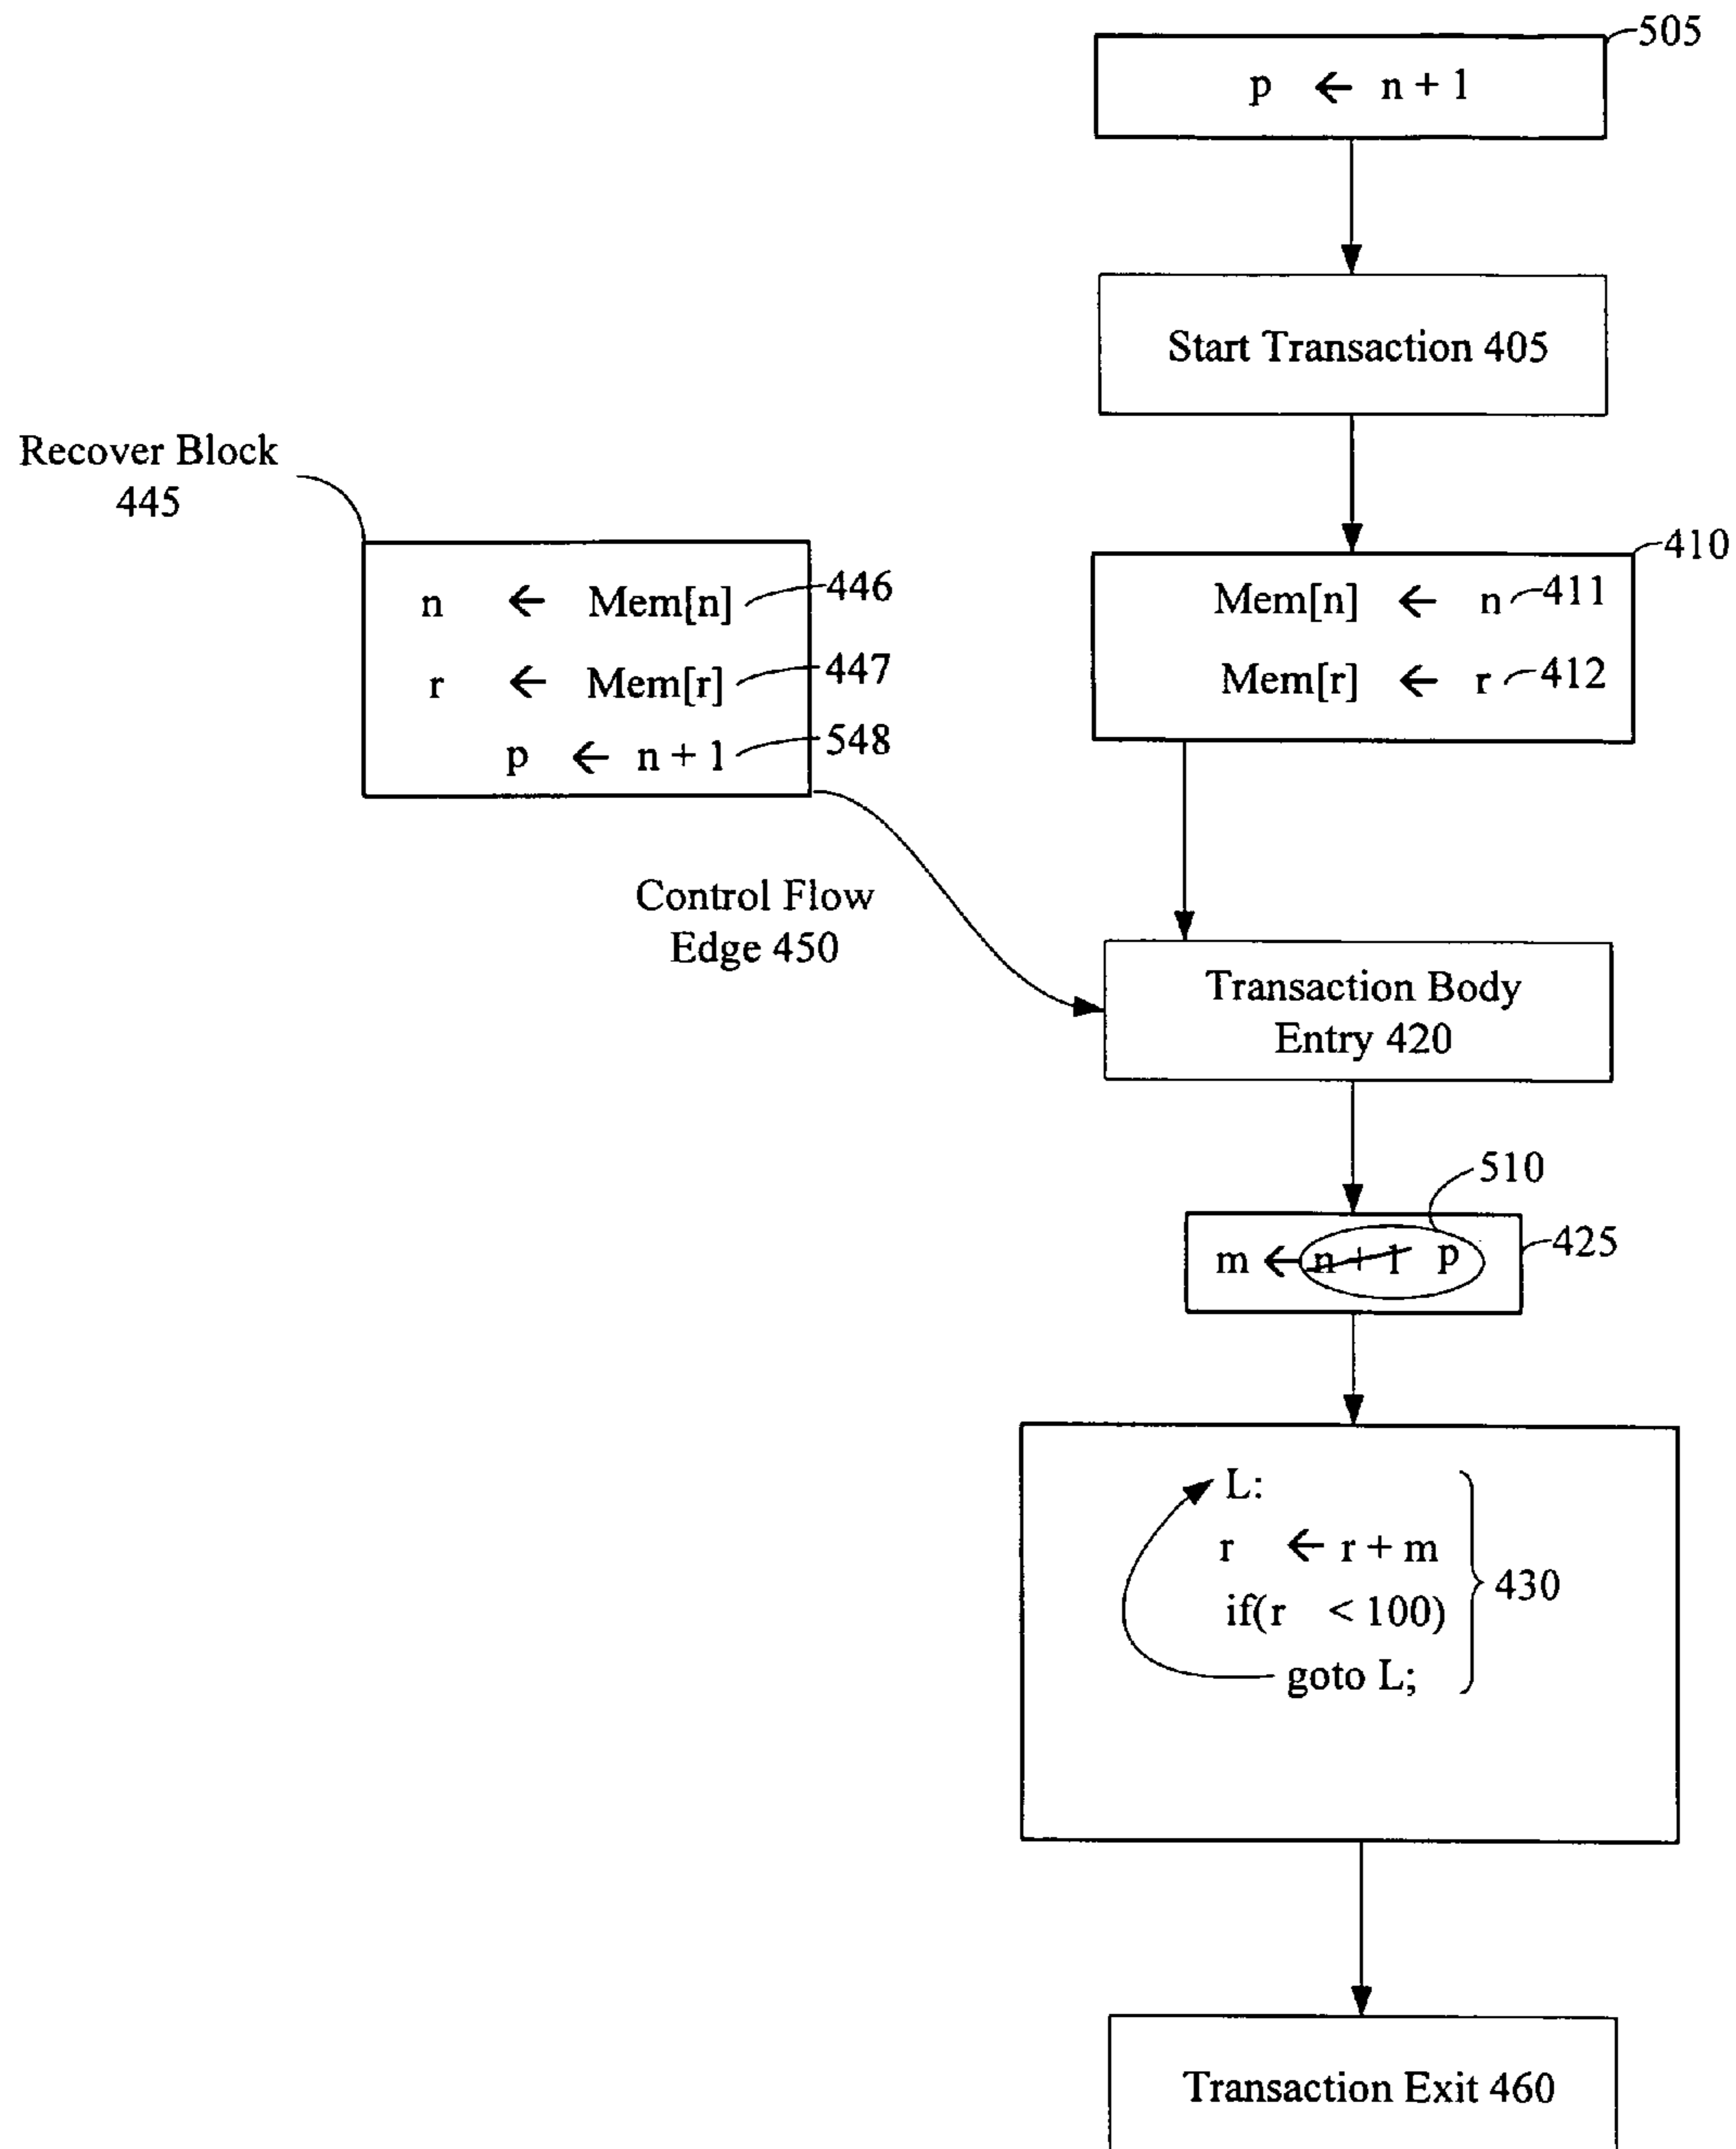 505
p ← n + 1
Start Transaction 405
Recover Block
445
410
n ← Mem[n] 446
r ← Mem[r] 447
p ← n + 1 548
Mem[n] ← n 411
Mem[r] ← r 412
Control Flow
Edge 450
Transaction Body
Entry 420
510
m ← n + 1 p 425
L:
r ← r + m
if(r < 100)
goto L;
430
Transaction Exit 460